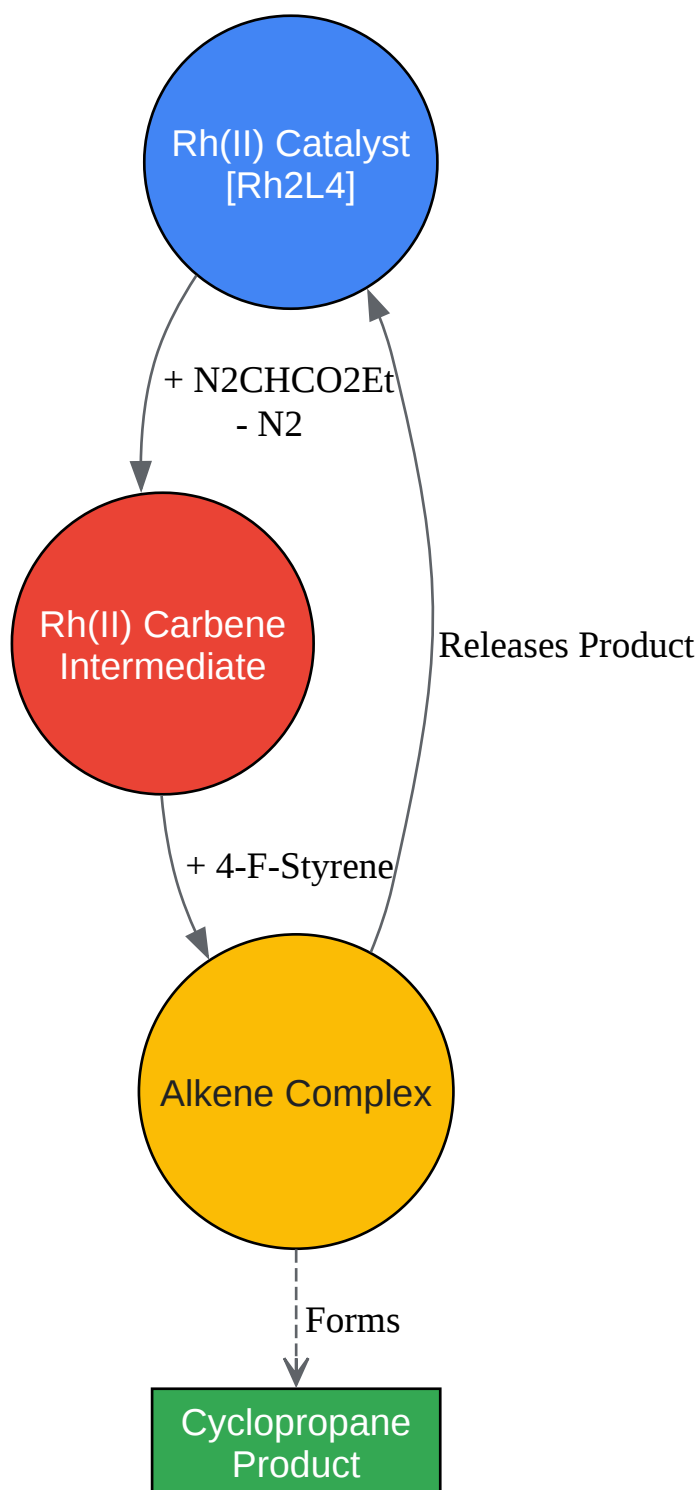 Rh(II) Catalyst
[Rh2L4]
+ N2CHCO2Et
- N2
Rh(II) Carbene
Intermediate
Releases Product
+ 4-F-Styrene
Alkene Complex
Forms
Cyclopropane
Product